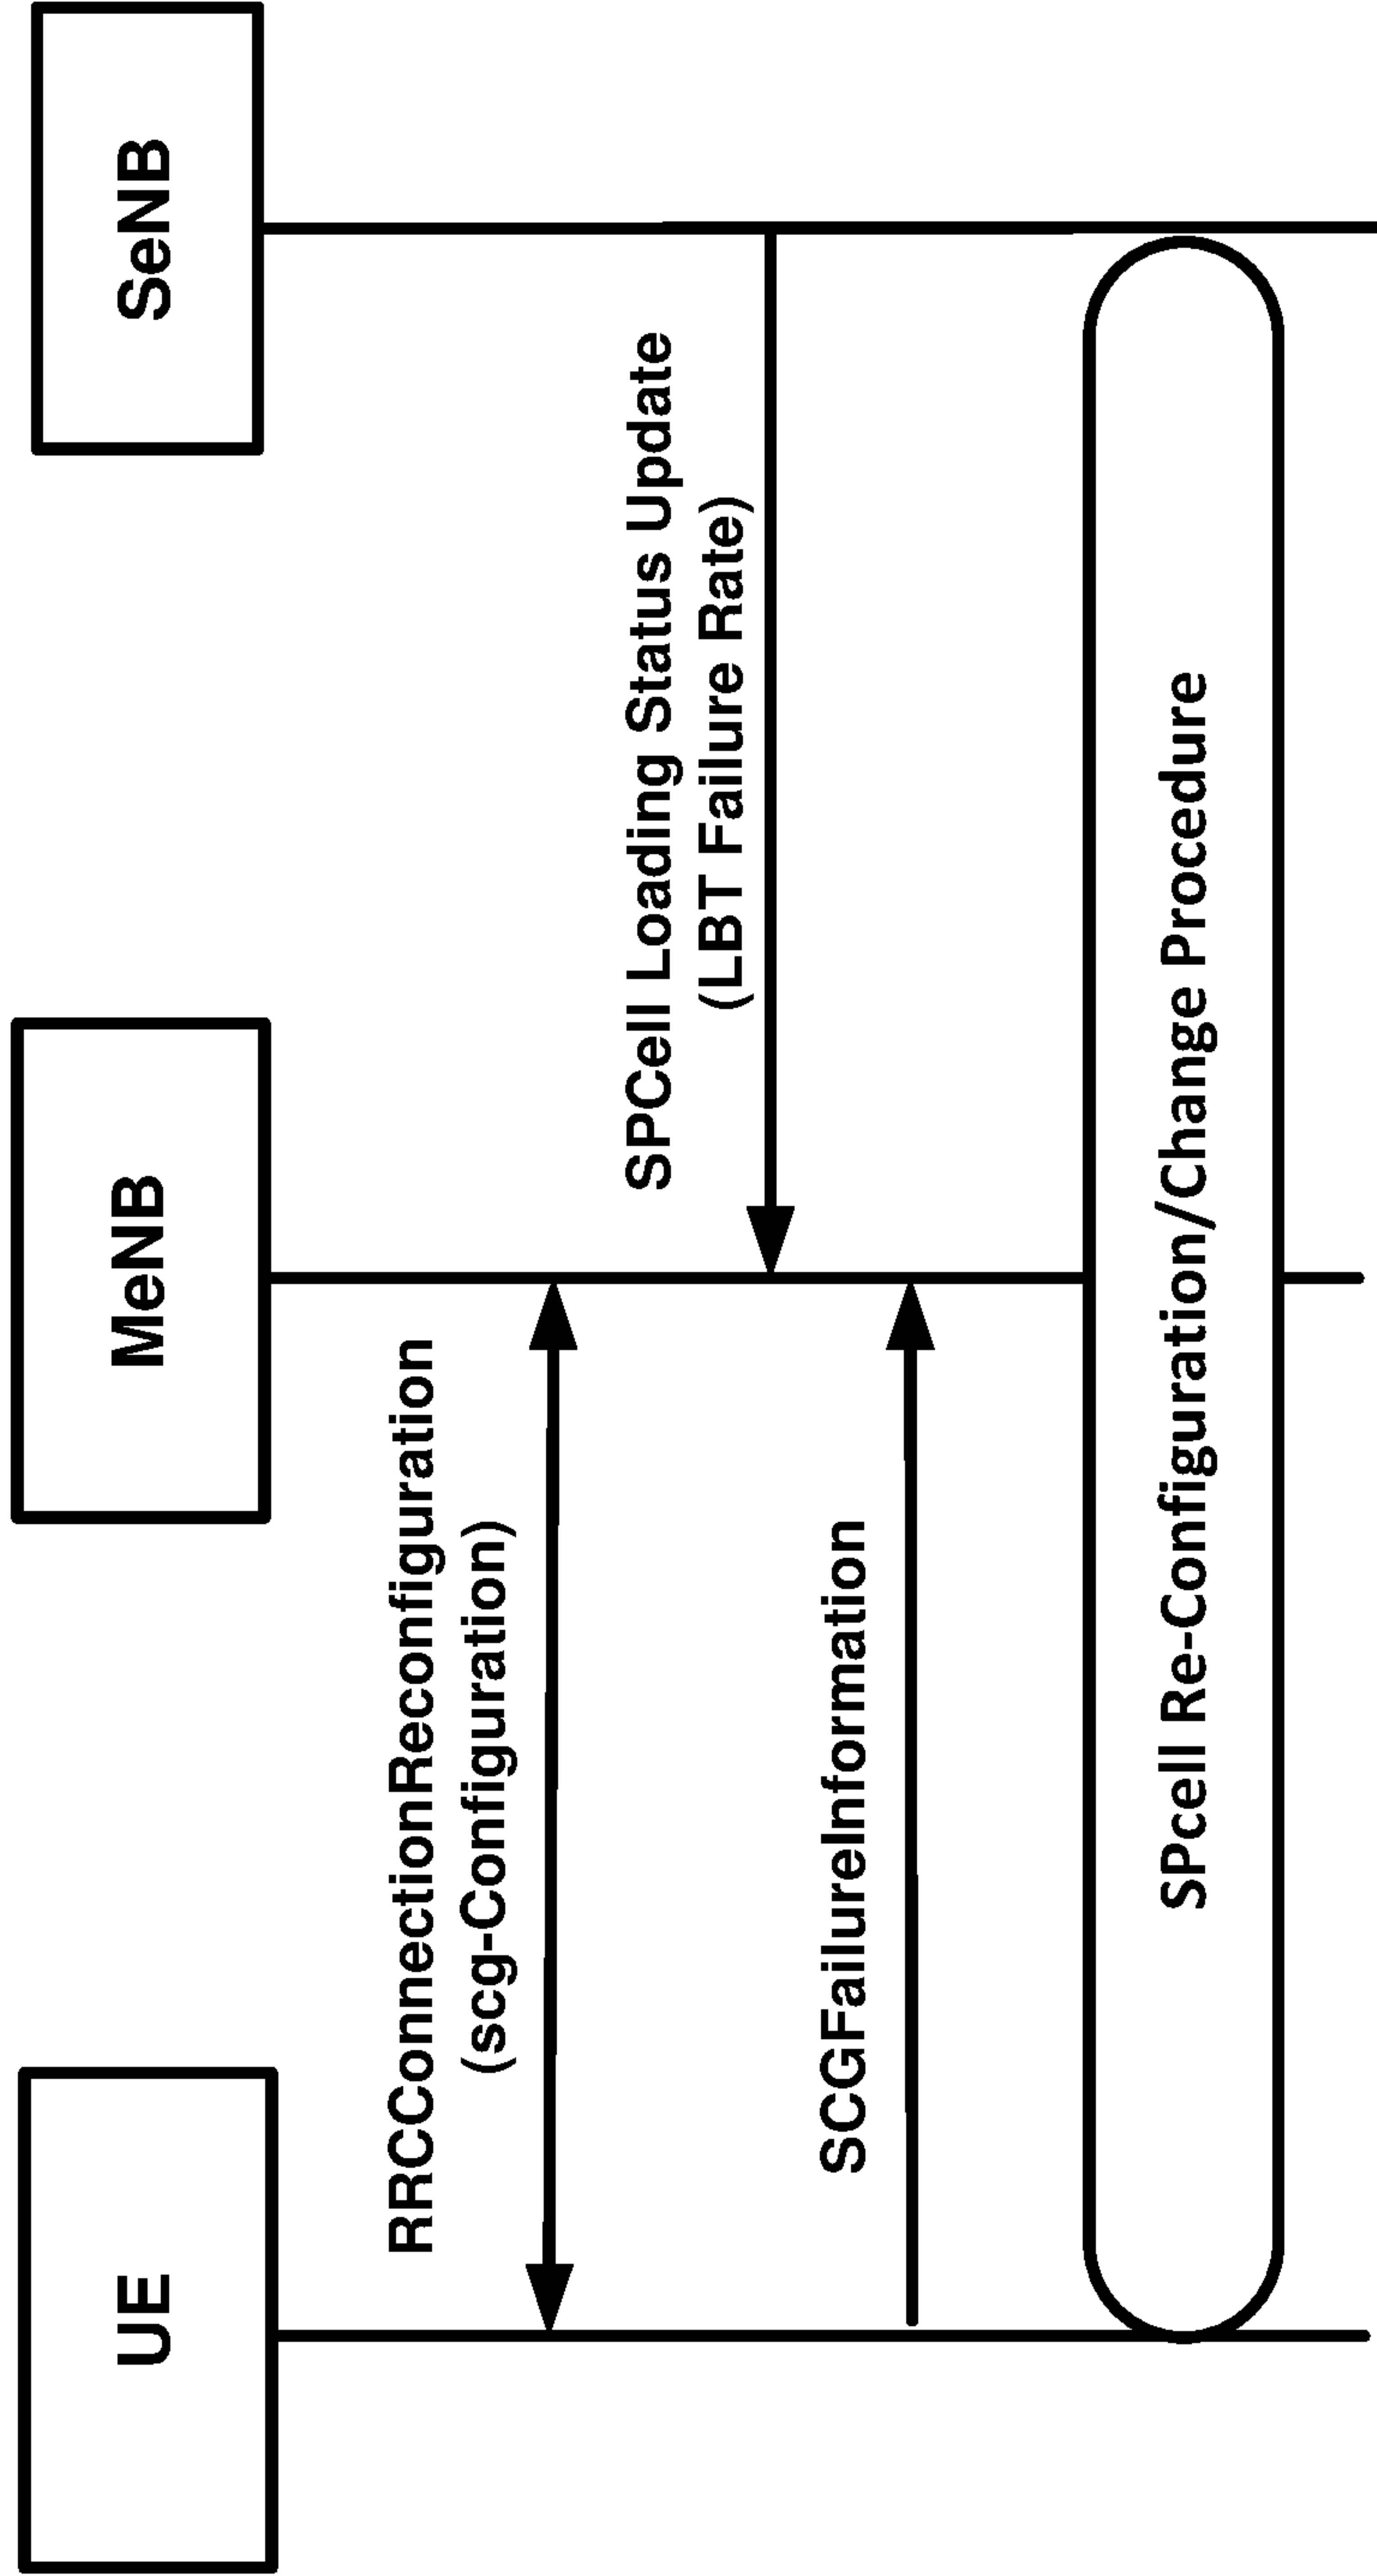 UE
MeNB
SeNB
RRCConnectionReconfiguration
(scg-Configuration)
SPCell Loading Status Update
(LBT Failure Rate)
SCGFailureInformation
SPcell Re-Configuration/Change Procedure